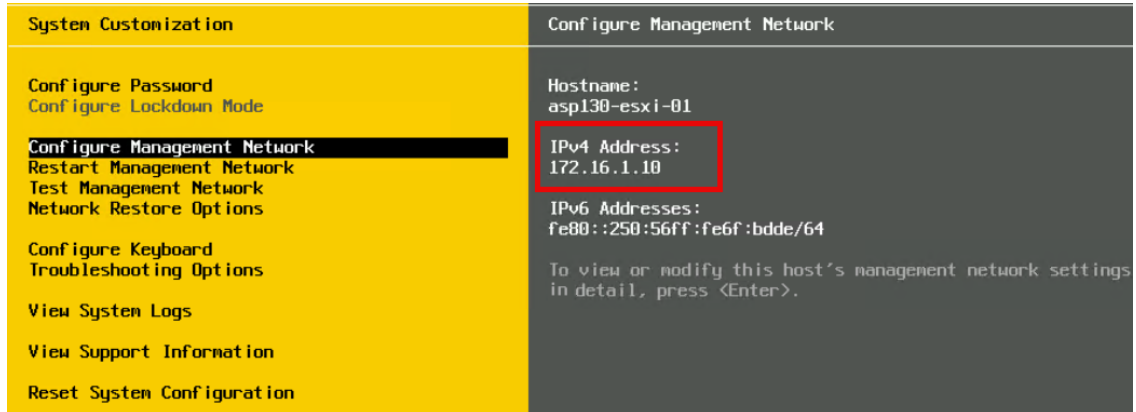 System Customization
Configure Password
Configure Lockdown Mode
Configure Management Network
Restart Management Network
Test Management Network
Network Restore Options
Configure Keyboard
Troubleshooting Options
View System Logs
View Support Information
Reset System Configuration
Configure Management Network
Hostname:
asp130-esxi-01
IPv4 Address:
172.16.1.10
IPv6 Addresses:
fe80::250:56ff:fe6f:bdde/64
To view or modify this host's management network settings
in detail, press <Enter>.